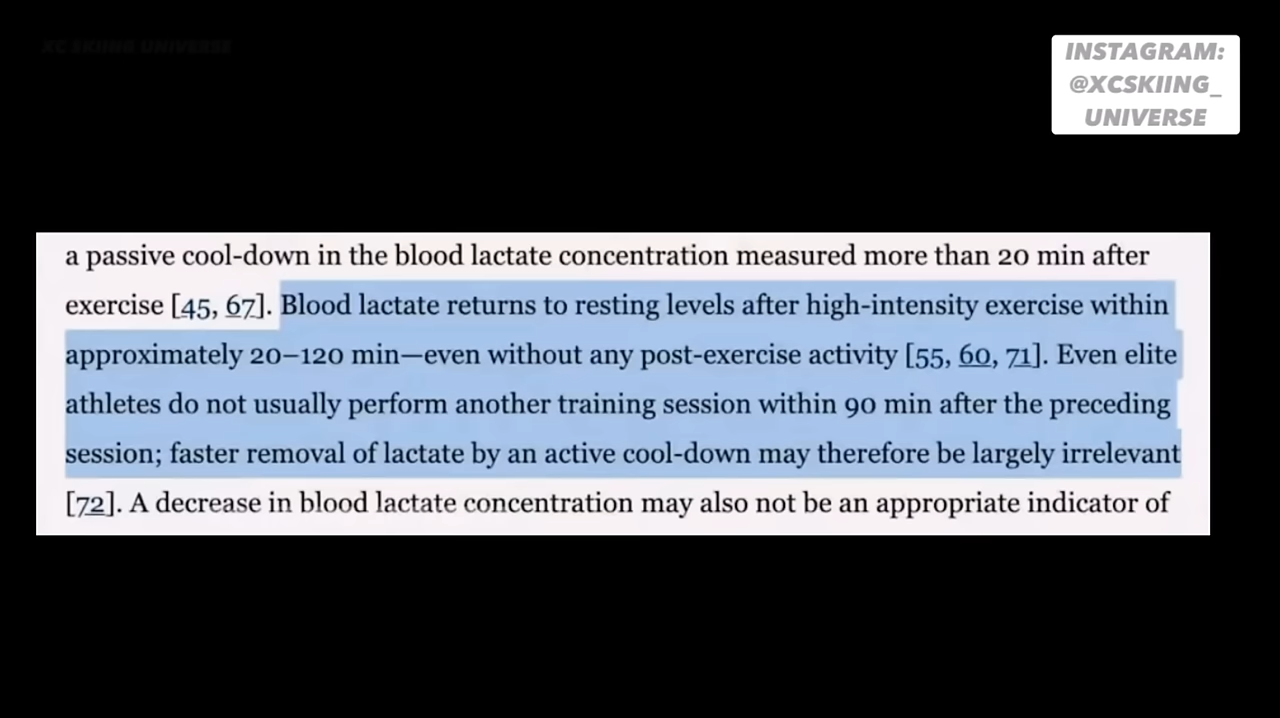 XC SKIING UNIVERSE
INSTAGRAM:
@XCSKIING_
UNIVERSE
a passive cool-down in the blood lactate concentration measured more than 20 min after
exercise [45, 67]. Blood lactate returns to resting levels after high-intensity exercise within
approximately 20–120 min—even without any post-exercise activity [55, 60, 71]. Even elite
athletes do not usually perform another training session within 90 min after the preceding
session; faster removal of lactate by an active cool-down may therefore be largely irrelevant
[72]. A decrease in blood lactate concentration may also not be an appropriate indicator of